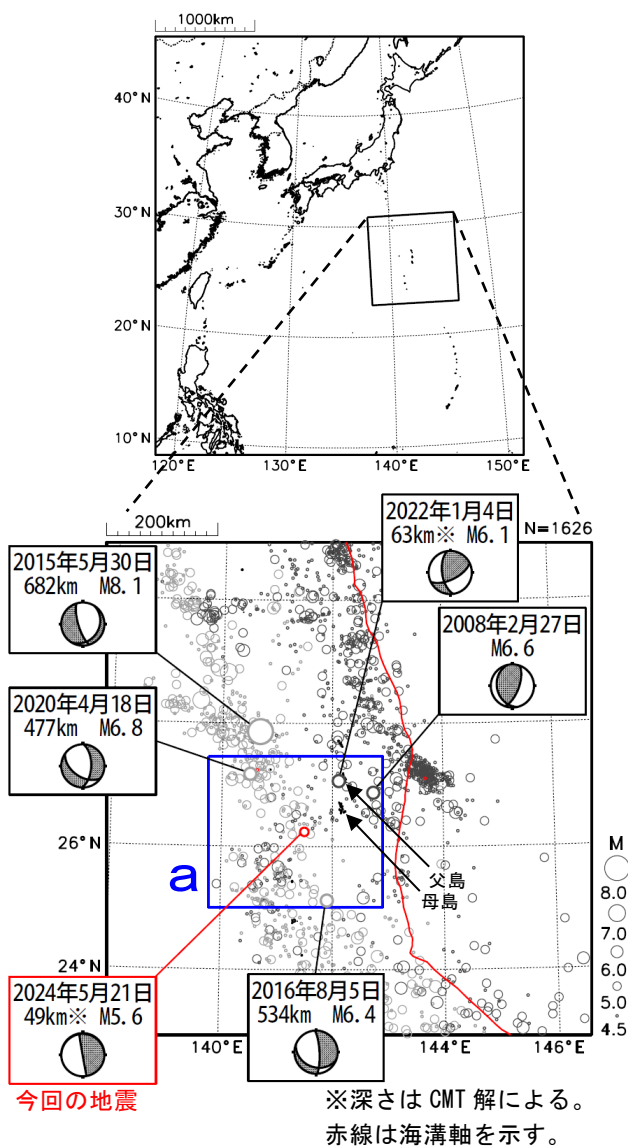 1000km
40°N
30°N
20°N
10°N
120°E
130°E
140°E
150°E
200km
N=1626
2022年1月4日
63km※ M6.1
2015年5月30日
682km M8.1
2008年2月27日
M6.6
2020年4月18日
477km M6.8
26°N
a
父島
母島
M
8.0
7.0
6.0
5.0
4.5
24°N
2024年5月21日
49km※ M5.6
2016年8月5日
534km M6.4
140°E
144°E
146°E
今回の地震
※深さは CMT 解による。
赤線は海溝軸を示す。